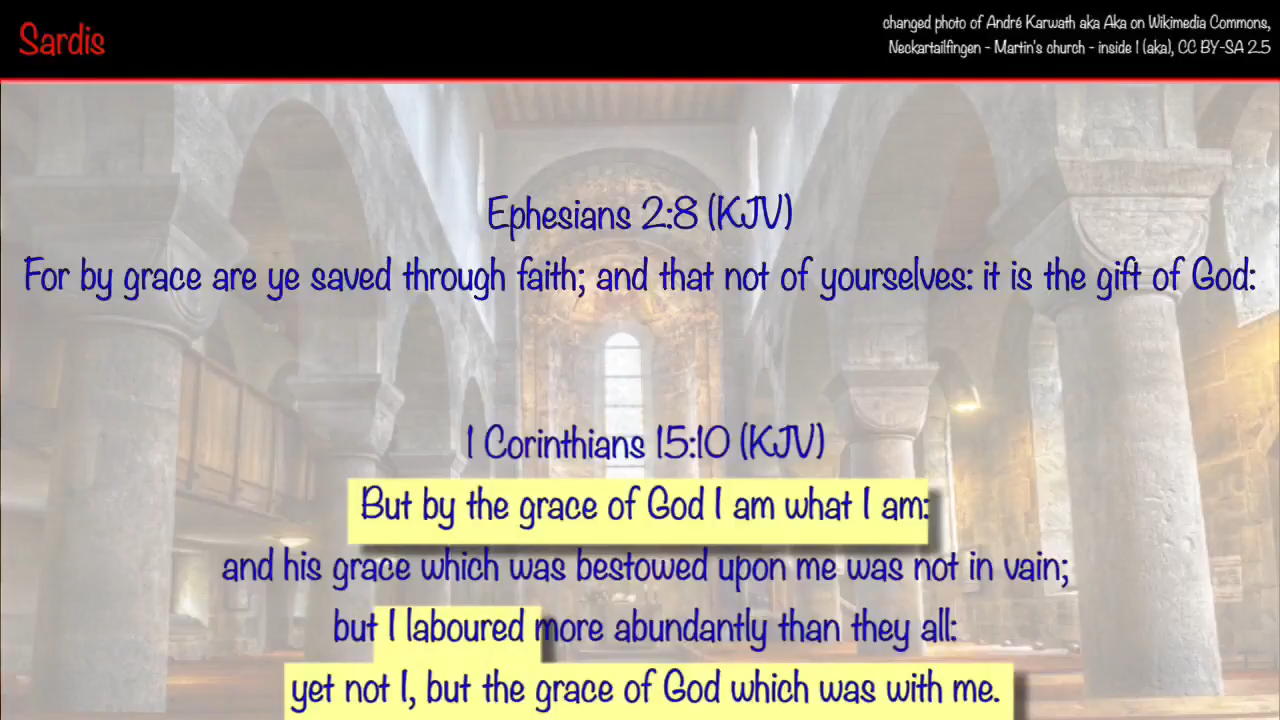 Sardis
changed photo of André Karwath aka Aka on Wikimedia Commons,
Neckartailfingen - Martin's church - inside 1 (aka), CC BY-SA 2.5
Ephesians 2:8 (KJV)
For by grace are ye saved through faith; and that not of yourselves: it is the gift of God:
1 Corinthians 15:10 (KJV)
But by the grace of God I am what I am:
and his grace which was bestowed upon me was not in vain;
but I laboured more abundantly than they all:
yet not I, but the grace of God which was with me.